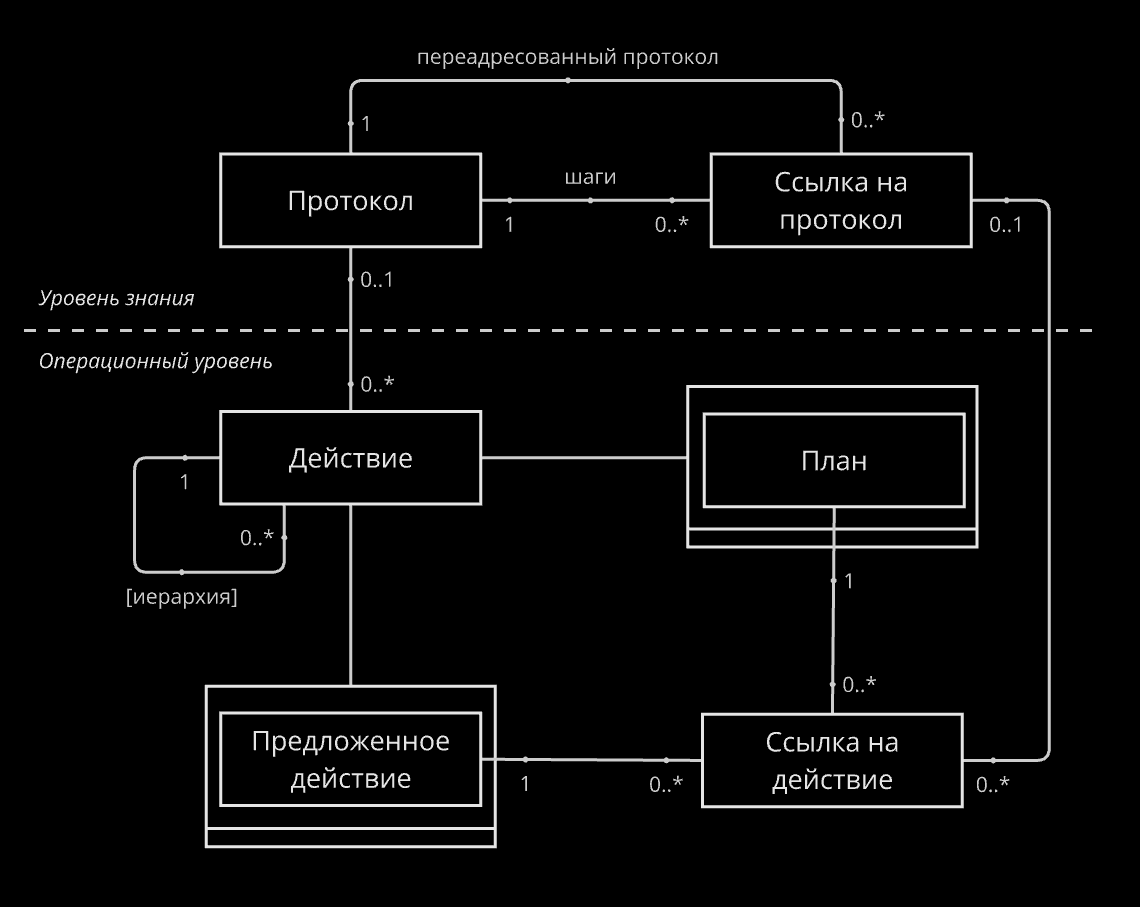 переадресованный протокол
1
0..*
Протокол
шаги
1
0..*
Ссылка на
протокол
0..1
0..1
Уровень знания
Операционный уровень
0..*
Действие
План
1
0..*
[иерархия]
1
0..*
Предложенное
действие
1
0..*
Ссылка на
действие
0..*